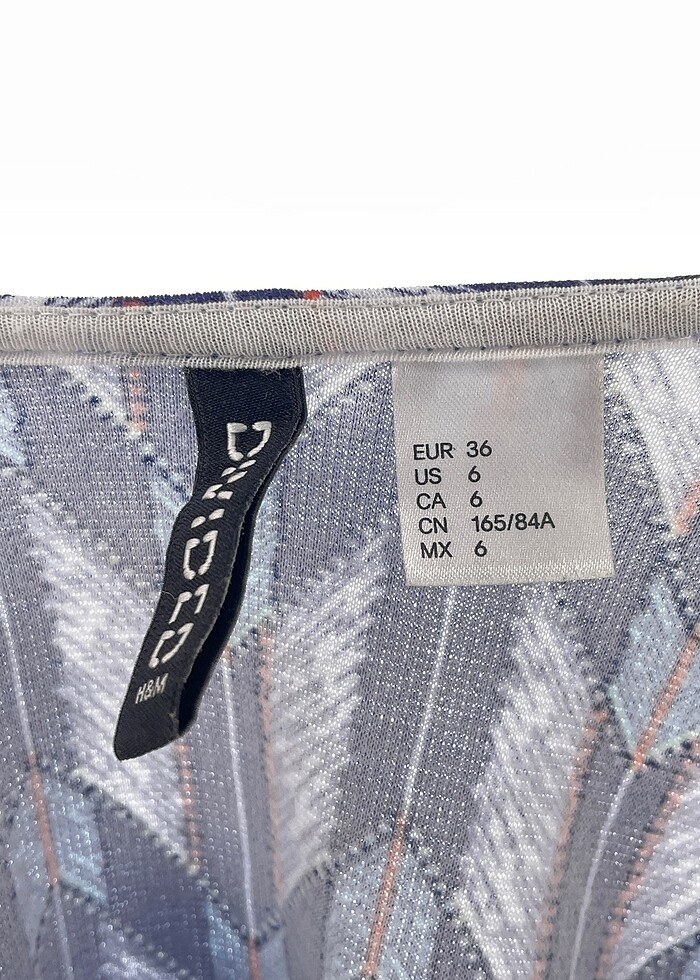 DIVIDED
H&M
EUR 36
US 6
CA 6
CN 165/84A
MX 6